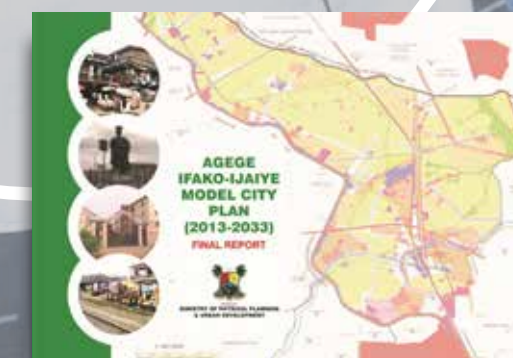 AGEGE
IFAKO-IJAIYE
MODEL CITY
PLAN
(2013-2033)
FINAL REPORT
MINISTRY OF PHYSICAL PLANNING
& URBAN DEVELOPMENT